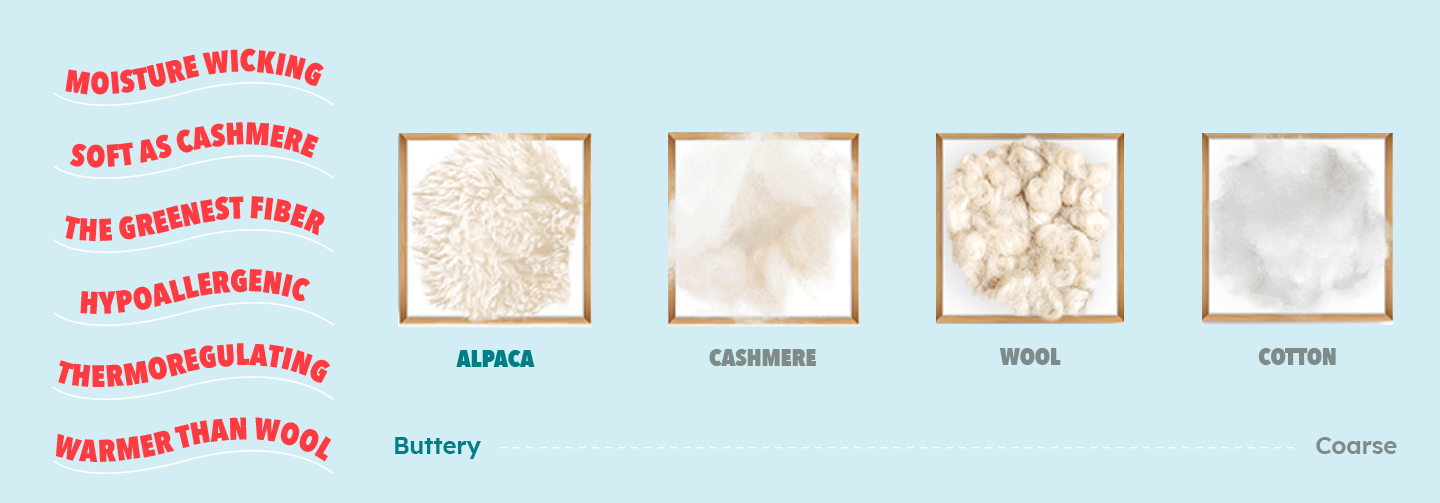 MOISTURE WICKING
SOFT AS CASHMERE
THE GREENEST FIBER
HYPOALLERGENIC
THERMOREGULATING
WARMER THAN WOOL
ALPACA
CASHMERE
WOOL
COTTON
Buttery
Coarse